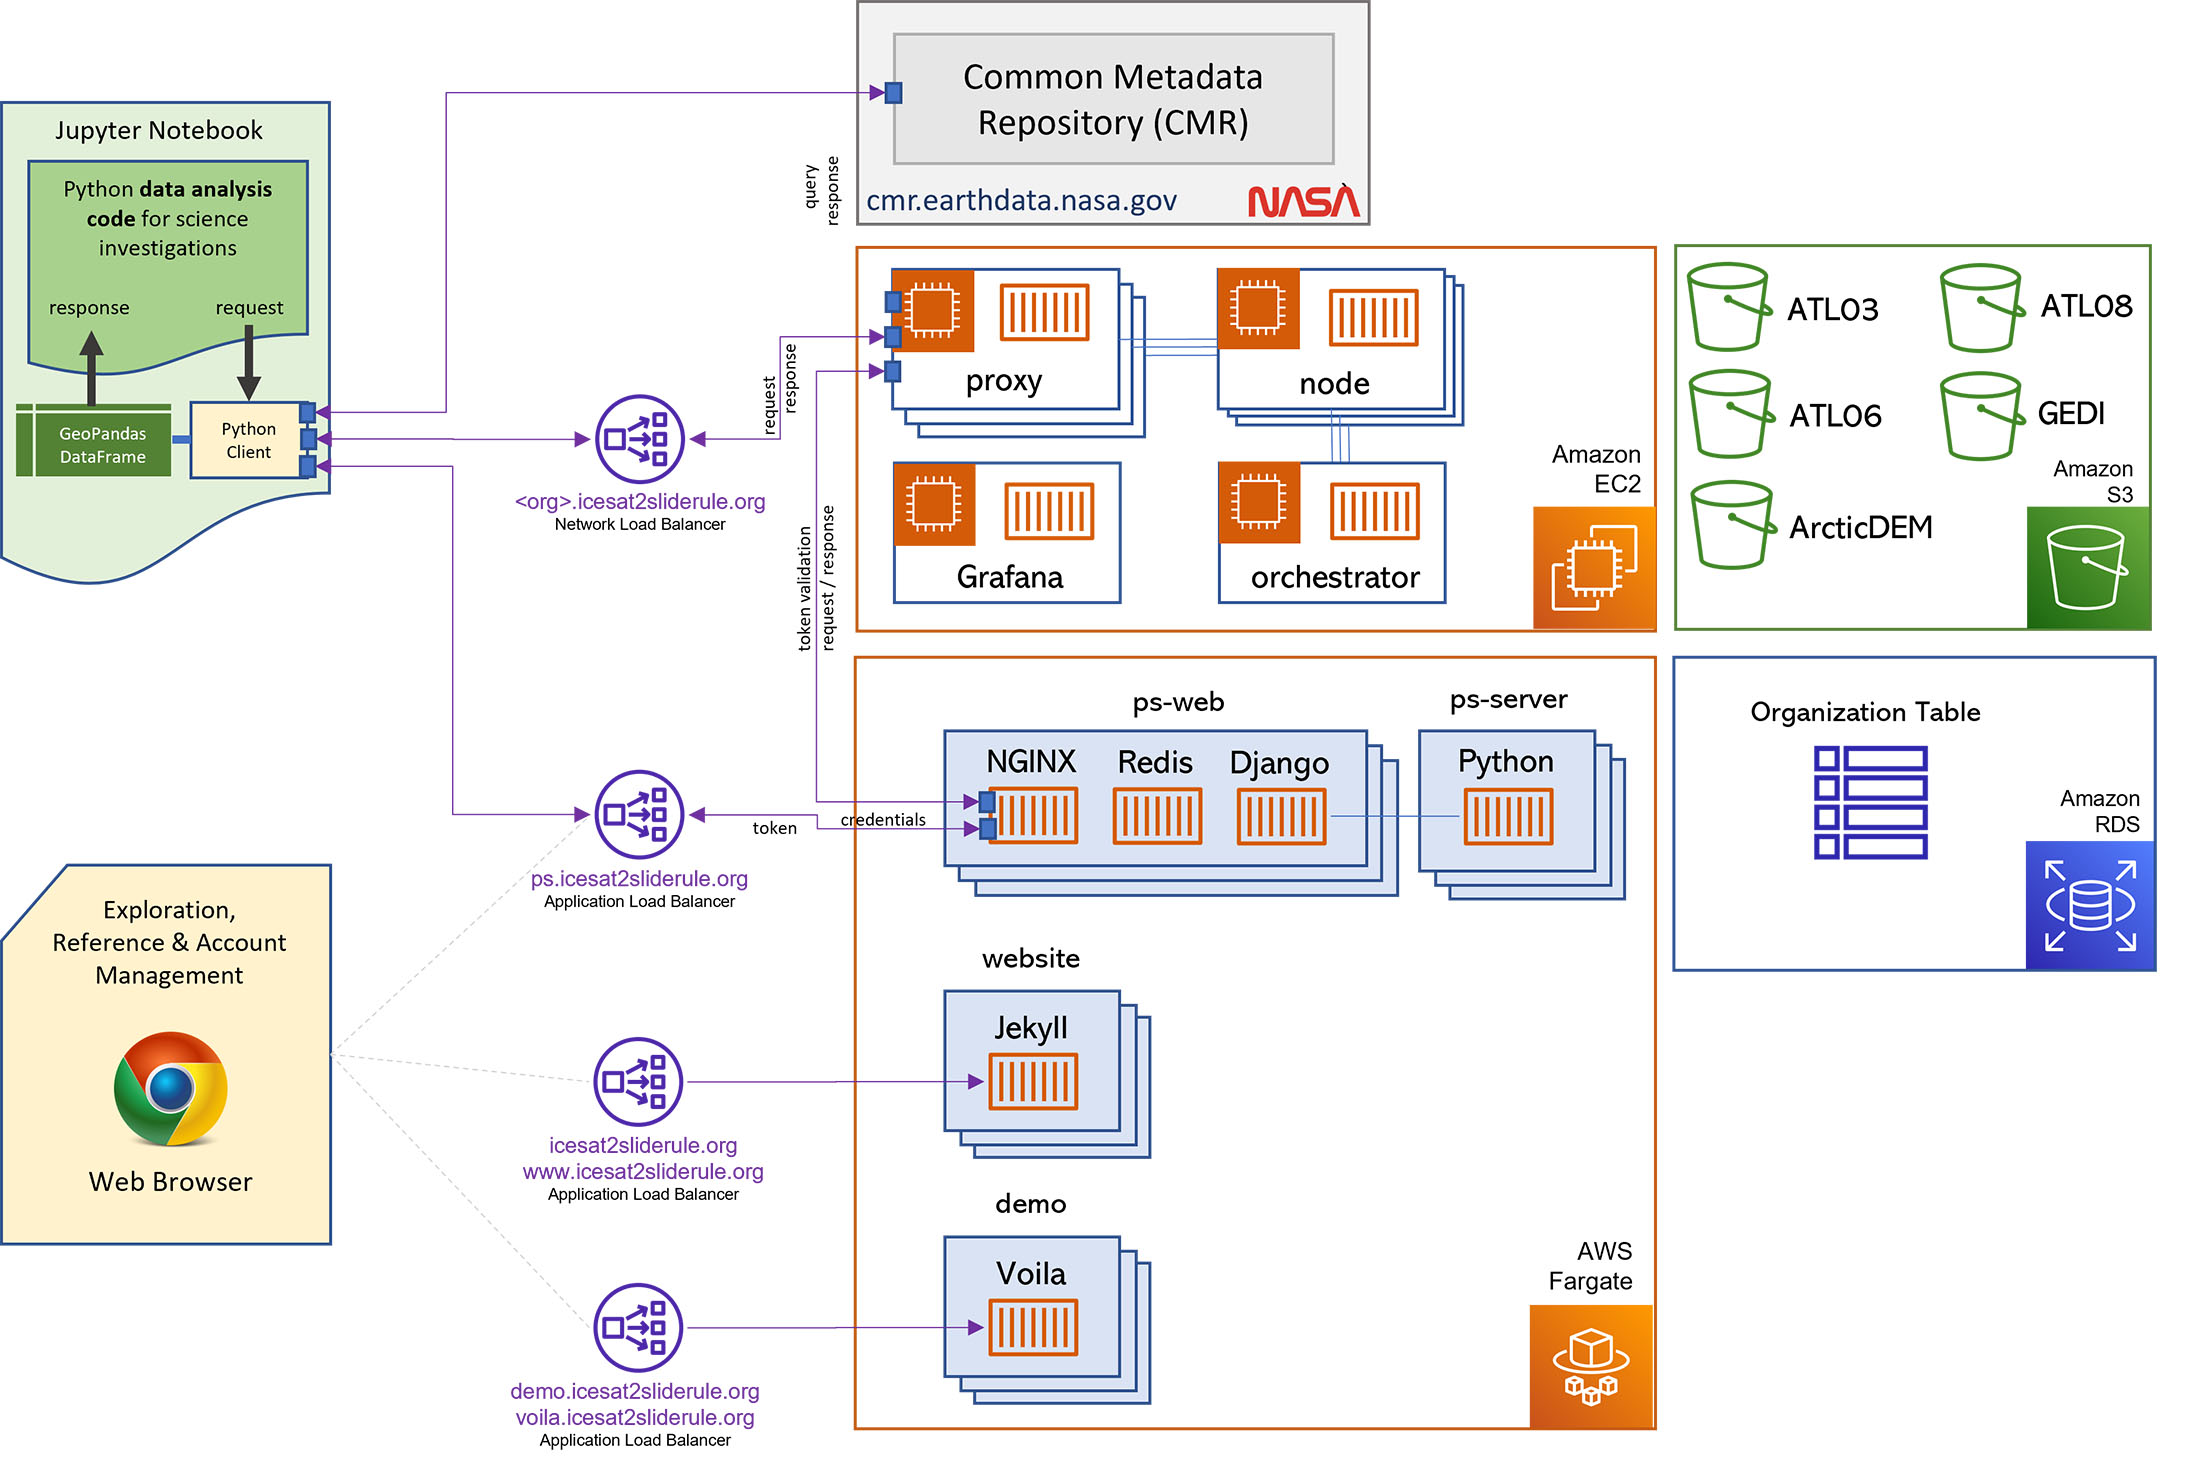 Common Metadata
Repository (CMR)
cmr.earthdata.nasa.gov
NASA
query
response
Jupyter Notebook
Python data analysis
code for science
investigations
response
request
GeoPandas
DataFrame
Python
Client
<org>.icesat2sliderule.org
Network Load Balancer
request
response
token validation
request / response
proxy
node
Grafana
orchestrator
Amazon
EC2
ATL03
ATL08
ATL06
GEDI
ArcticDEM
Amazon
S3
ps-web
ps-server
NGINX
Redis
Django
Python
token
credentials
ps.icesat2sliderule.org
Application Load Balancer
Organization Table
Amazon
RDS
Exploration,
Reference & Account
Management
Web Browser
website
Jekyll
icesat2sliderule.org
www.icesat2sliderule.org
Application Load Balancer
demo
Voila
demo.icesat2sliderule.org
voila.icesat2sliderule.org
Application Load Balancer
AWS
Fargate